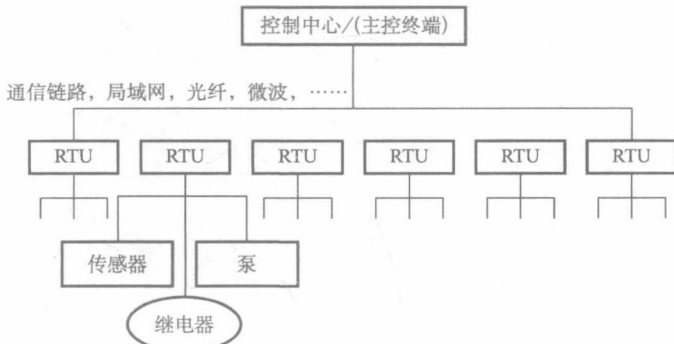 控制中心/(主控终端)
通信链路，局域网，光纤，微波，……
RTU RTU RTU RTU RTU RTU
传感器 泵
继电器